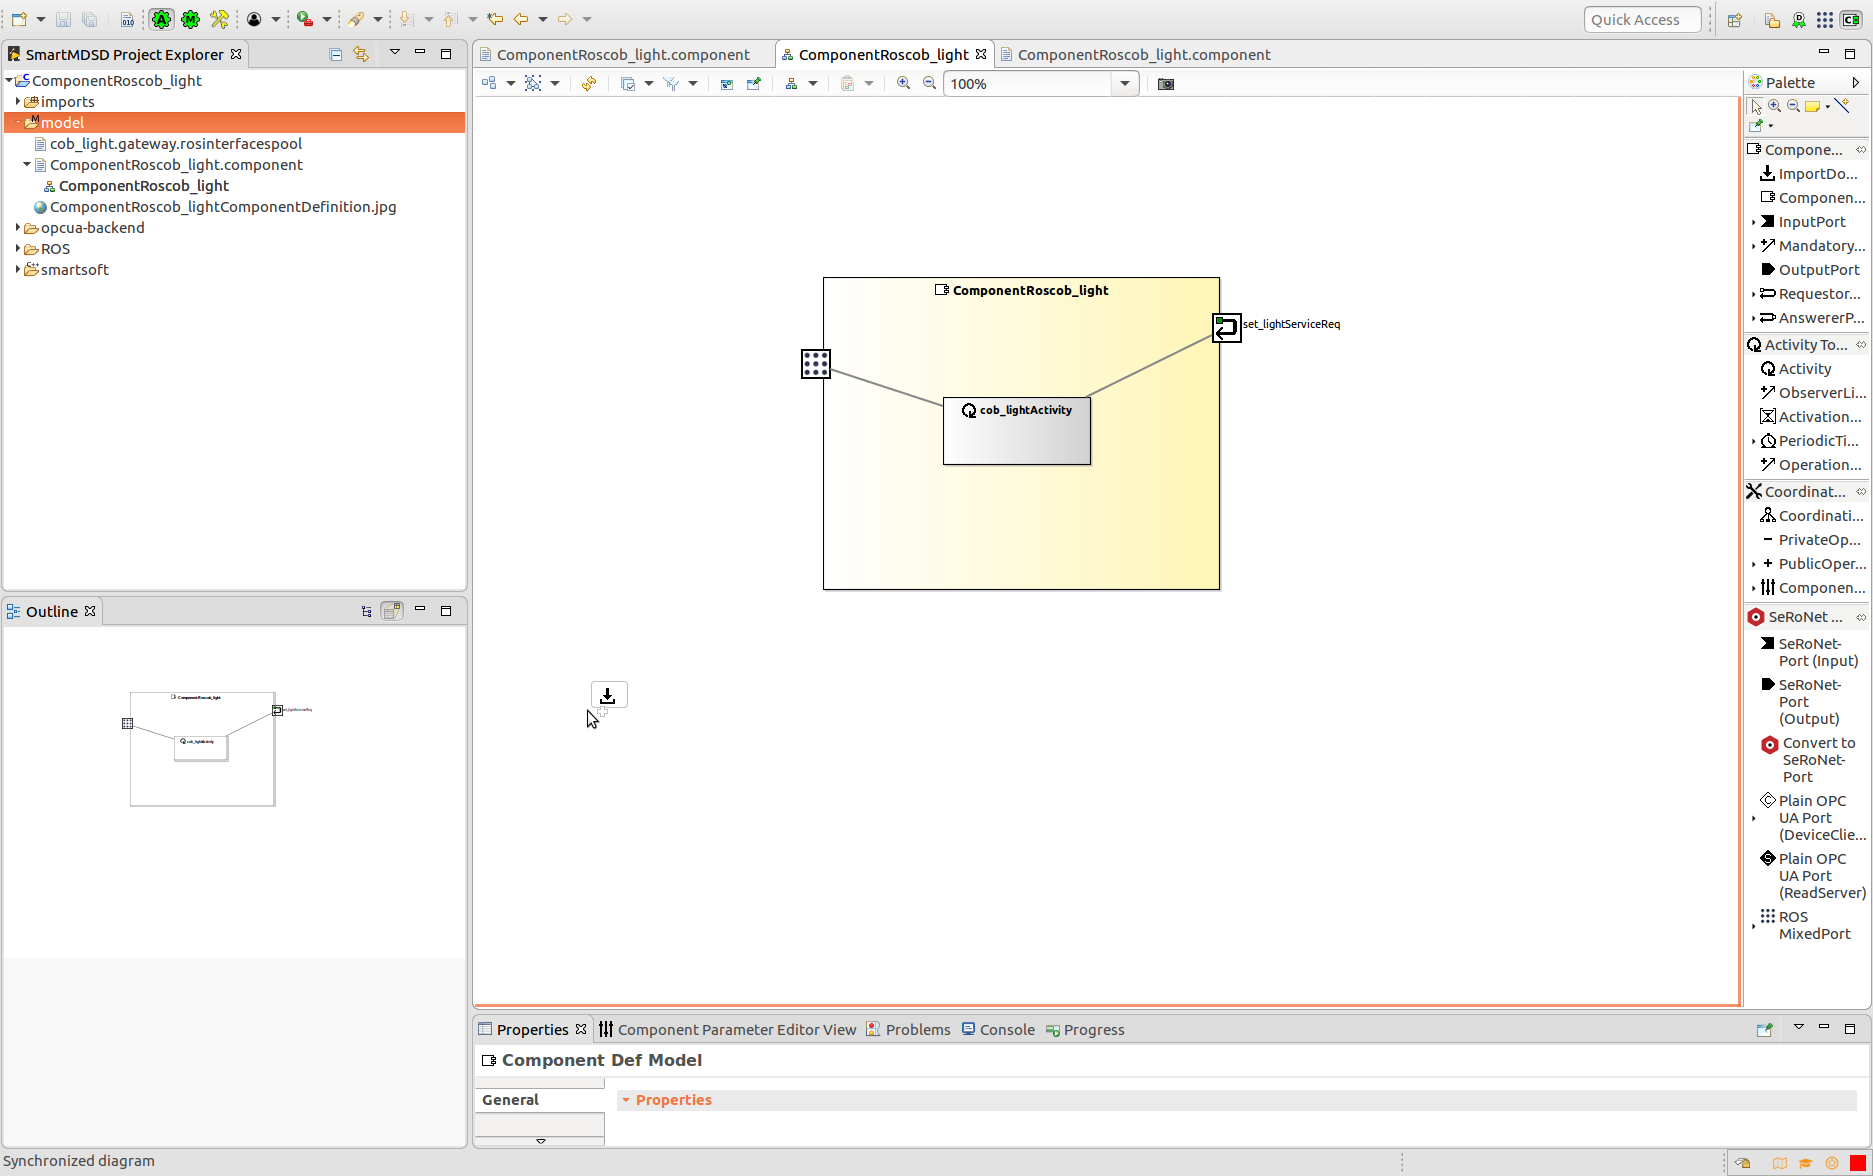 Quick Access
SmartMDSD Project Explorer
ComponentRoscob_light
imports
model
cob_light.gateway.rosinterfacespool
ComponentRoscob_light.component
ComponentRoscob_light
ComponentRoscob_lightComponentDefinition.jpg
opcua-backend
ROS
smartsoft
Outline
ComponentRoscob_light
set_lightServiceReq
cob_lightActivity
ComponentRoscob_light.component
ComponentRoscob_light
ComponentRoscob_light.component
100%
ComponentRoscob_light
set_lightServiceReq
cob_lightActivity
Palette
Compone...
ImportDo...
Componen...
InputPort
Mandatory...
OutputPort
Requestor...
AnswererP...
Activity To...
Activity
ObserverLi...
Activation...
PeriodicTi...
Operation...
Coordinat...
Coordinati...
PrivateOp...
PublicOper...
Componen...
SeRoNet ...
SeRoNet-
Port (Input)
SeRoNet-
Port
(Output)
Convert to
SeRoNet-
Port
Plain OPC
UA Port
(DeviceClie...
Plain OPC
UA Port
(ReadServer)
ROS
MixedPort
Properties
Component Parameter Editor View
Problems
Console
Progress
Component Def Model
General
Properties
Synchronized diagram